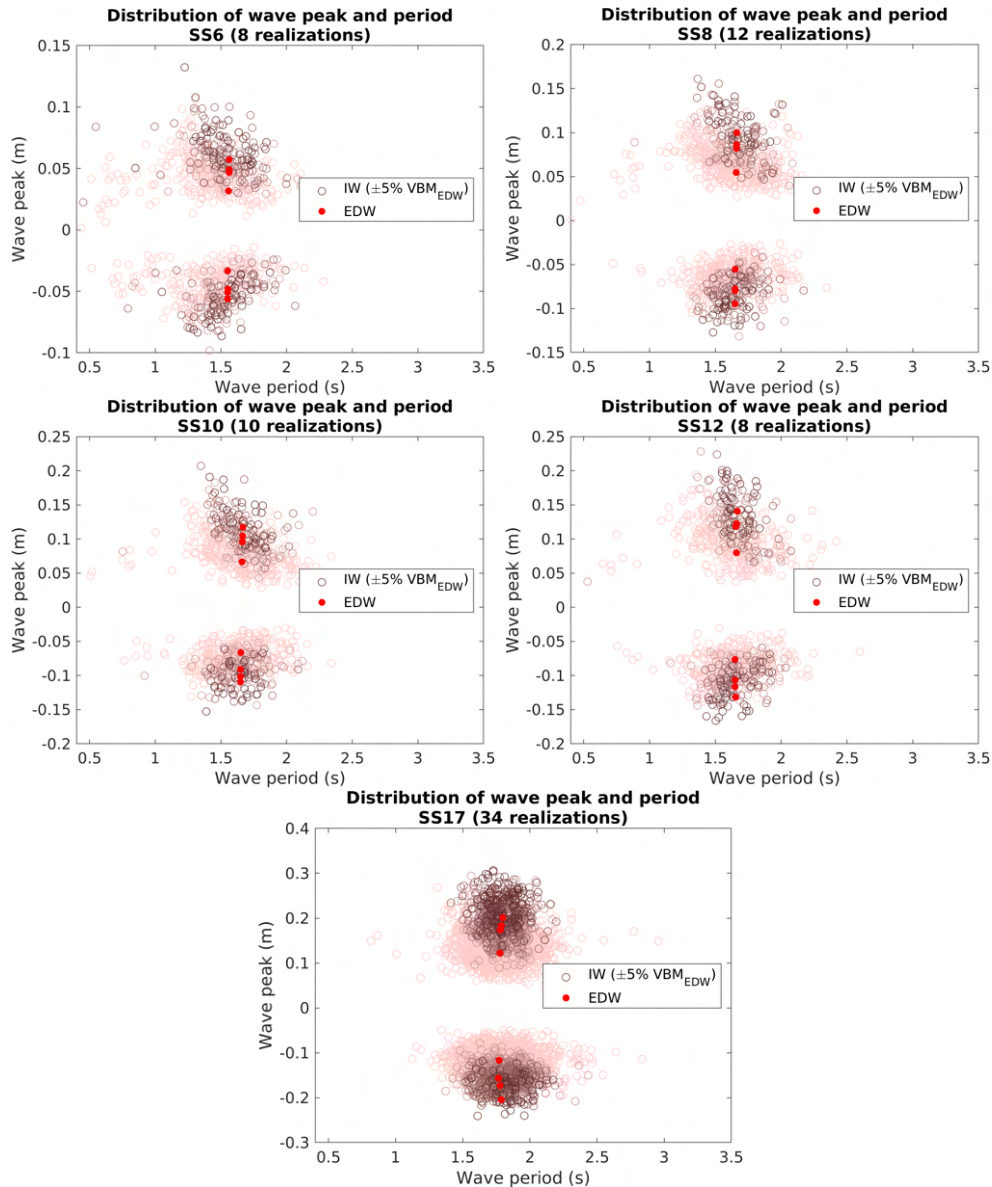 Distribution of wave peak and period
SS6 (8 realizations)
0.15
0.1
0.05
0
-0.05
-0.1
Wave peak (m)
IW (±5% VBM_EDW)
EDW
0.5 1 1.5 2 2.5 3 3.5
Wave period (s)
Distribution of wave peak and period
SS8 (12 realizations)
0.2
0.15
0.1
0.05
0
-0.05
-0.1
-0.15
Wave peak (m)
IW (±5% VBM_EDW)
EDW
0.5 1 1.5 2 2.5 3 3.5
Wave period (s)
Distribution of wave peak and period
SS10 (10 realizations)
0.25
0.2
0.15
0.1
0.05
0
-0.05
-0.1
-0.15
-0.2
Wave peak (m)
IW (±5% VBM_EDW)
EDW
0.5 1 1.5 2 2.5 3 3.5
Wave period (s)
Distribution of wave peak and period
SS12 (8 realizations)
0.25
0.2
0.15
0.1
0.05
0
-0.05
-0.1
-0.15
-0.2
Wave peak (m)
IW (±5% VBM_EDW)
EDW
0.5 1 1.5 2 2.5 3 3.5
Wave period (s)
Distribution of wave peak and period
SS17 (34 realizations)
0.4
0.3
0.2
0.1
0
-0.1
-0.2
-0.3
Wave peak (m)
IW (±5% VBM_EDW)
EDW
0.5 1 1.5 2 2.5 3 3.5
Wave period (s)